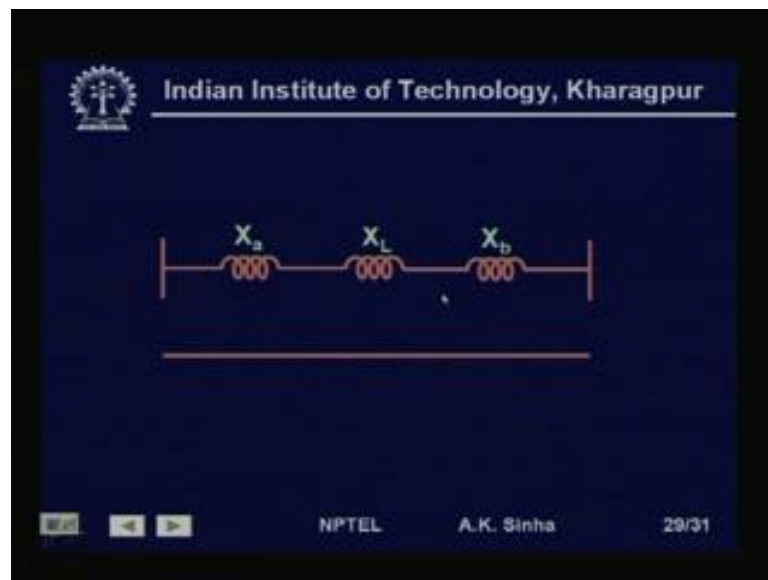 Indian Institute of Technology, Kharagpur
Xa XL Xb
NPTEL A.K. Sinha 29/31